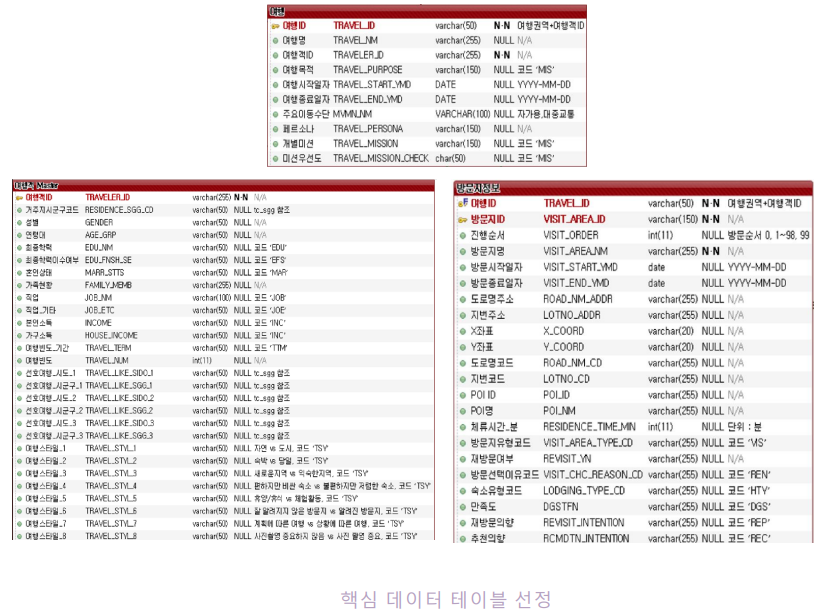 여행
여행ID TRAVEL_ID varchar(50) N-N 여행권역+여행객ID
여행명 TRAVEL_NM varchar(255) NULL N/A
여행객ID TRAVELER_ID varchar(255) N-N N/A
여행목적 TRAVEL_PURPOSE varchar(150) NULL 코드 'MIS'
여행시작일자 TRAVEL_START_YMD DATE NULL YYYY-MM-DD
여행종료일자 TRAVEL_END_YMD DATE NULL YYYY-MM-DD
주요이동수단 MVMN_NM VARCHAR(100) NULL 자가용,대중교통
페르소나 TRAVEL_PERSONA varchar(150) NULL N/A
개별미션 TRAVEL_MISSION varchar(150) NULL 코드 'MIS'
미션우선도 TRAVEL_MISSION_CHECK char(50) NULL 코드 'MIS'
여행객 Master
여행객ID TRAVELER_ID varchar(255) N-N N/A
거주지시군구코드 RESIDENCE_SGG_CD varchar(50) NULL tc_sgg 참조
성별 GENDER varchar(50) NULL N/A
연령대 AGE_GRP varchar(50) NULL N/A
최종학력 EDU_NM varchar(50) NULL 코드 'EDU'
최종학력이수여부 EDU_FNSH_SE varchar(50) NULL 코드 'EFS'
혼인상태 MARR_STTS varchar(50) NULL 코드 'MAR'
가족현황 FAMILY_MEMB varchar(255) NULL N/A
직업 JOB_NM varchar(100) NULL 코드 'JOB'
직업_기타 JOB_ETC varchar(50) NULL 코드 'JOE'
본인소득 INCOME varchar(50) NULL 코드 'INC'
가구소득 HOUSE_INCOME varchar(50) NULL 코드 'INC'
여행빈도_기간 TRAVEL_TERM varchar(50) NULL 코드 'TTM'
여행빈도 TRAVEL_NUM int(11) NULL N/A
선호여행_시도_1 TRAVEL_LIKE_SIDO_1 varchar(50) NULL tc_sgg 참조
선호여행_시군구_1 TRAVEL_LIKE_SGG_1 varchar(50) NULL tc_sgg 참조
선호여행_시도_2 TRAVEL_LIKE_SIDO_2 varchar(50) NULL tc_sgg 참조
선호여행_시군구_2 TRAVEL_LIKE_SGG_2 varchar(50) NULL tc_sgg 참조
선호여행_시도_3 TRAVEL_LIKE_SIDO_3 varchar(50) NULL tc_sgg 참조
선호여행_시군구_3 TRAVEL_LIKE_SGG_3 varchar(50) NULL tc_sgg 참조
여행스타일_1 TRAVEL_STYL_1 varchar(50) NULL 자연 vs 도시, 코드 'TSY'
여행스타일_2 TRAVEL_STYL_2 varchar(50) NULL 숙박 vs 당일, 코드 'TSY'
여행스타일_3 TRAVEL_STYL_3 varchar(50) NULL 새로운지역 vs 익숙한지역, 코드 'TSY'
여행스타일_4 TRAVEL_STYL_4 varchar(50) NULL 편하지만 비싼 숙소 vs 불편하지만 저렴한 숙소, 코드 'TSY'
여행스타일_5 TRAVEL_STYL_5 varchar(50) NULL 휴양/휴식 vs 체험활동, 코드 'TSY'
여행스타일_6 TRAVEL_STYL_6 varchar(50) NULL 잘 알려지지 않은 방문지 vs 알려진 방문지, 코드 'TSY'
여행스타일_7 TRAVEL_STYL_7 varchar(50) NULL 계획에 따른 여행 vs 상황에 따른 여행, 코드 'TSY'
여행스타일_8 TRAVEL_STYL_8 varchar(50) NULL 사진촬영 중요하지 않음 vs 사진 촬영 중요, 코드 'TSY'
방문지정보
여행ID TRAVEL_ID varchar(50) N-N 여행권역+여행객ID
방문지ID VISIT_AREA_ID varchar(150) N-N N/A
진행순서 VISIT_ORDER int(11) NULL 방문순서 0, 1~98, 99
방문지명 VISIT_AREA_NM varchar(255) N-N N/A
방문시작일자 VISIT_START_YMD date NULL YYYY-MM-DD
방문종료일자 VISIT_END_YMD date NULL YYYY-MM-DD
도로명주소 ROAD_NM_ADDR varchar(255) NULL N/A
지번주소 LOTNO_ADDR varchar(255) NULL N/A
X좌표 X_COORD varchar(20) NULL N/A
Y좌표 Y_COORD varchar(20) NULL N/A
도로명코드 ROAD_NM_CD varchar(255) NULL N/A
지번코드 LOTNO_CD varchar(255) NULL N/A
POI ID POI_ID varchar(255) NULL N/A
POI명 POI_NM varchar(255) NULL N/A
체류시간_분 RESIDENCE_TIME_MIN int(11) NULL 단위 : 분
방문지유형코드 VISIT_AREA_TYPE_CD varchar(255) NULL 코드 'VIS'
재방문여부 REVISIT_YN varchar(255) NULL N/A
방문선택이유코드 VISIT_CHC_REASON_CD varchar(255) NULL 코드 'REN'
숙소유형코드 LODGING_TYPE_CD varchar(255) NULL 코드 'HTY'
만족도 DGSTFN varchar(255) NULL 코드 'DGS'
재방문의향 REVISIT_INTENTION varchar(255) NULL 코드 'REP'
추천의향 RCMDTN_INTENTION varchar(255) NULL 코드 'REC'
핵심 데이터 테이블 선정